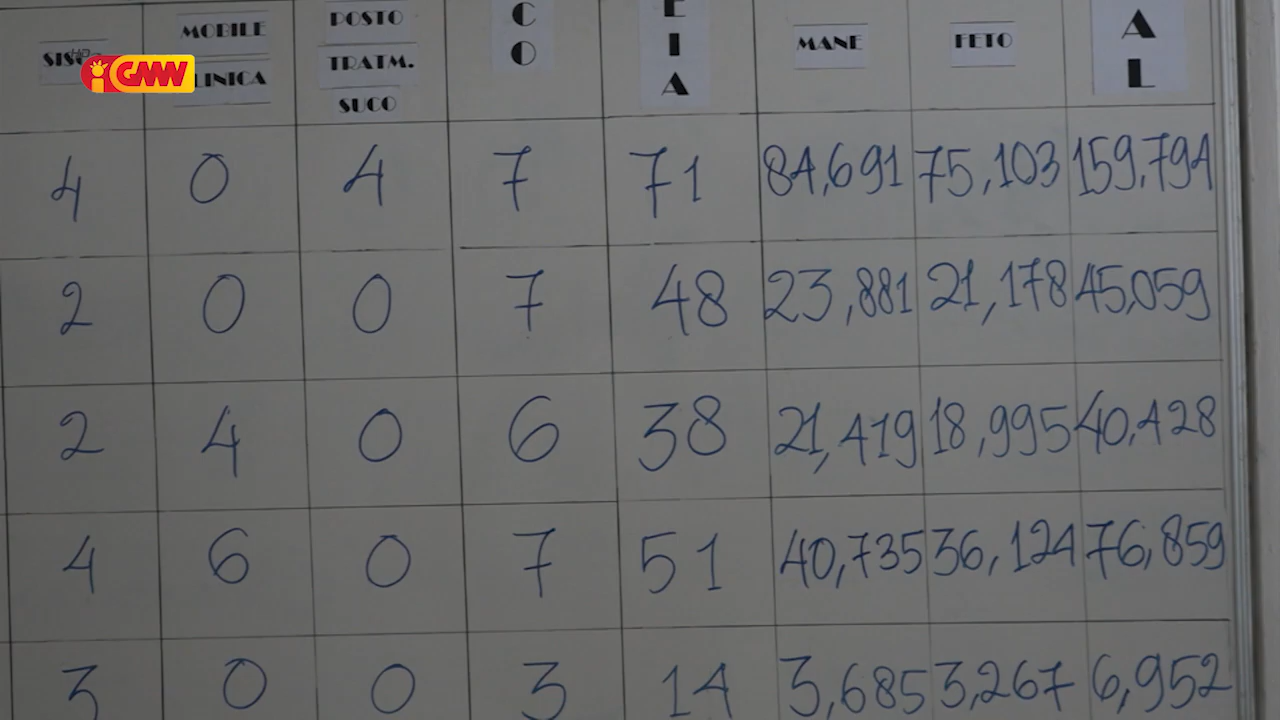 MOBILE POSTO C E A
SIS GMW LINICA TRATM. O I MANE FETO L
SUCO A
4 0 4 7 71 84,691 75,103 159,794
2 0 0 7 48 23,881 21,178 45,059
2 4 0 6 38 21,419 18,995 40,428
4 6 0 7 51 40,735 36,124 76,859
3 0 0 3 14 3,685 3,267 6,952